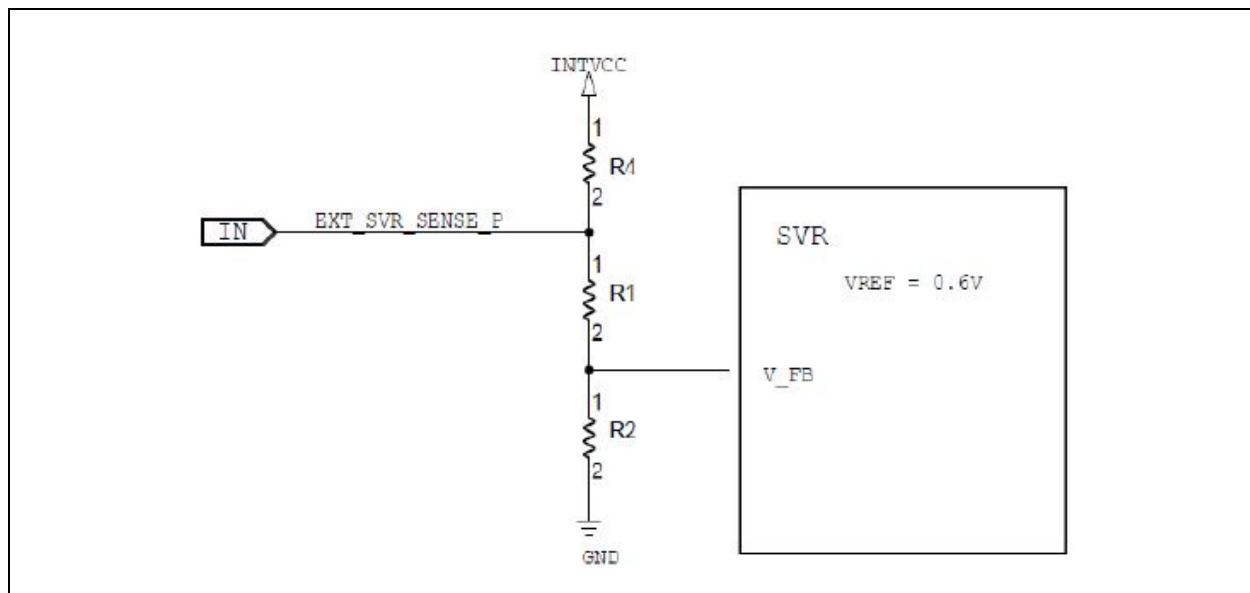 INTVCC
1
R4
2
IN
EXT_SVR_SENSE_P
1
R1
2
1
R2
2
GND
SVR
VREF = 0.6V
V_FB